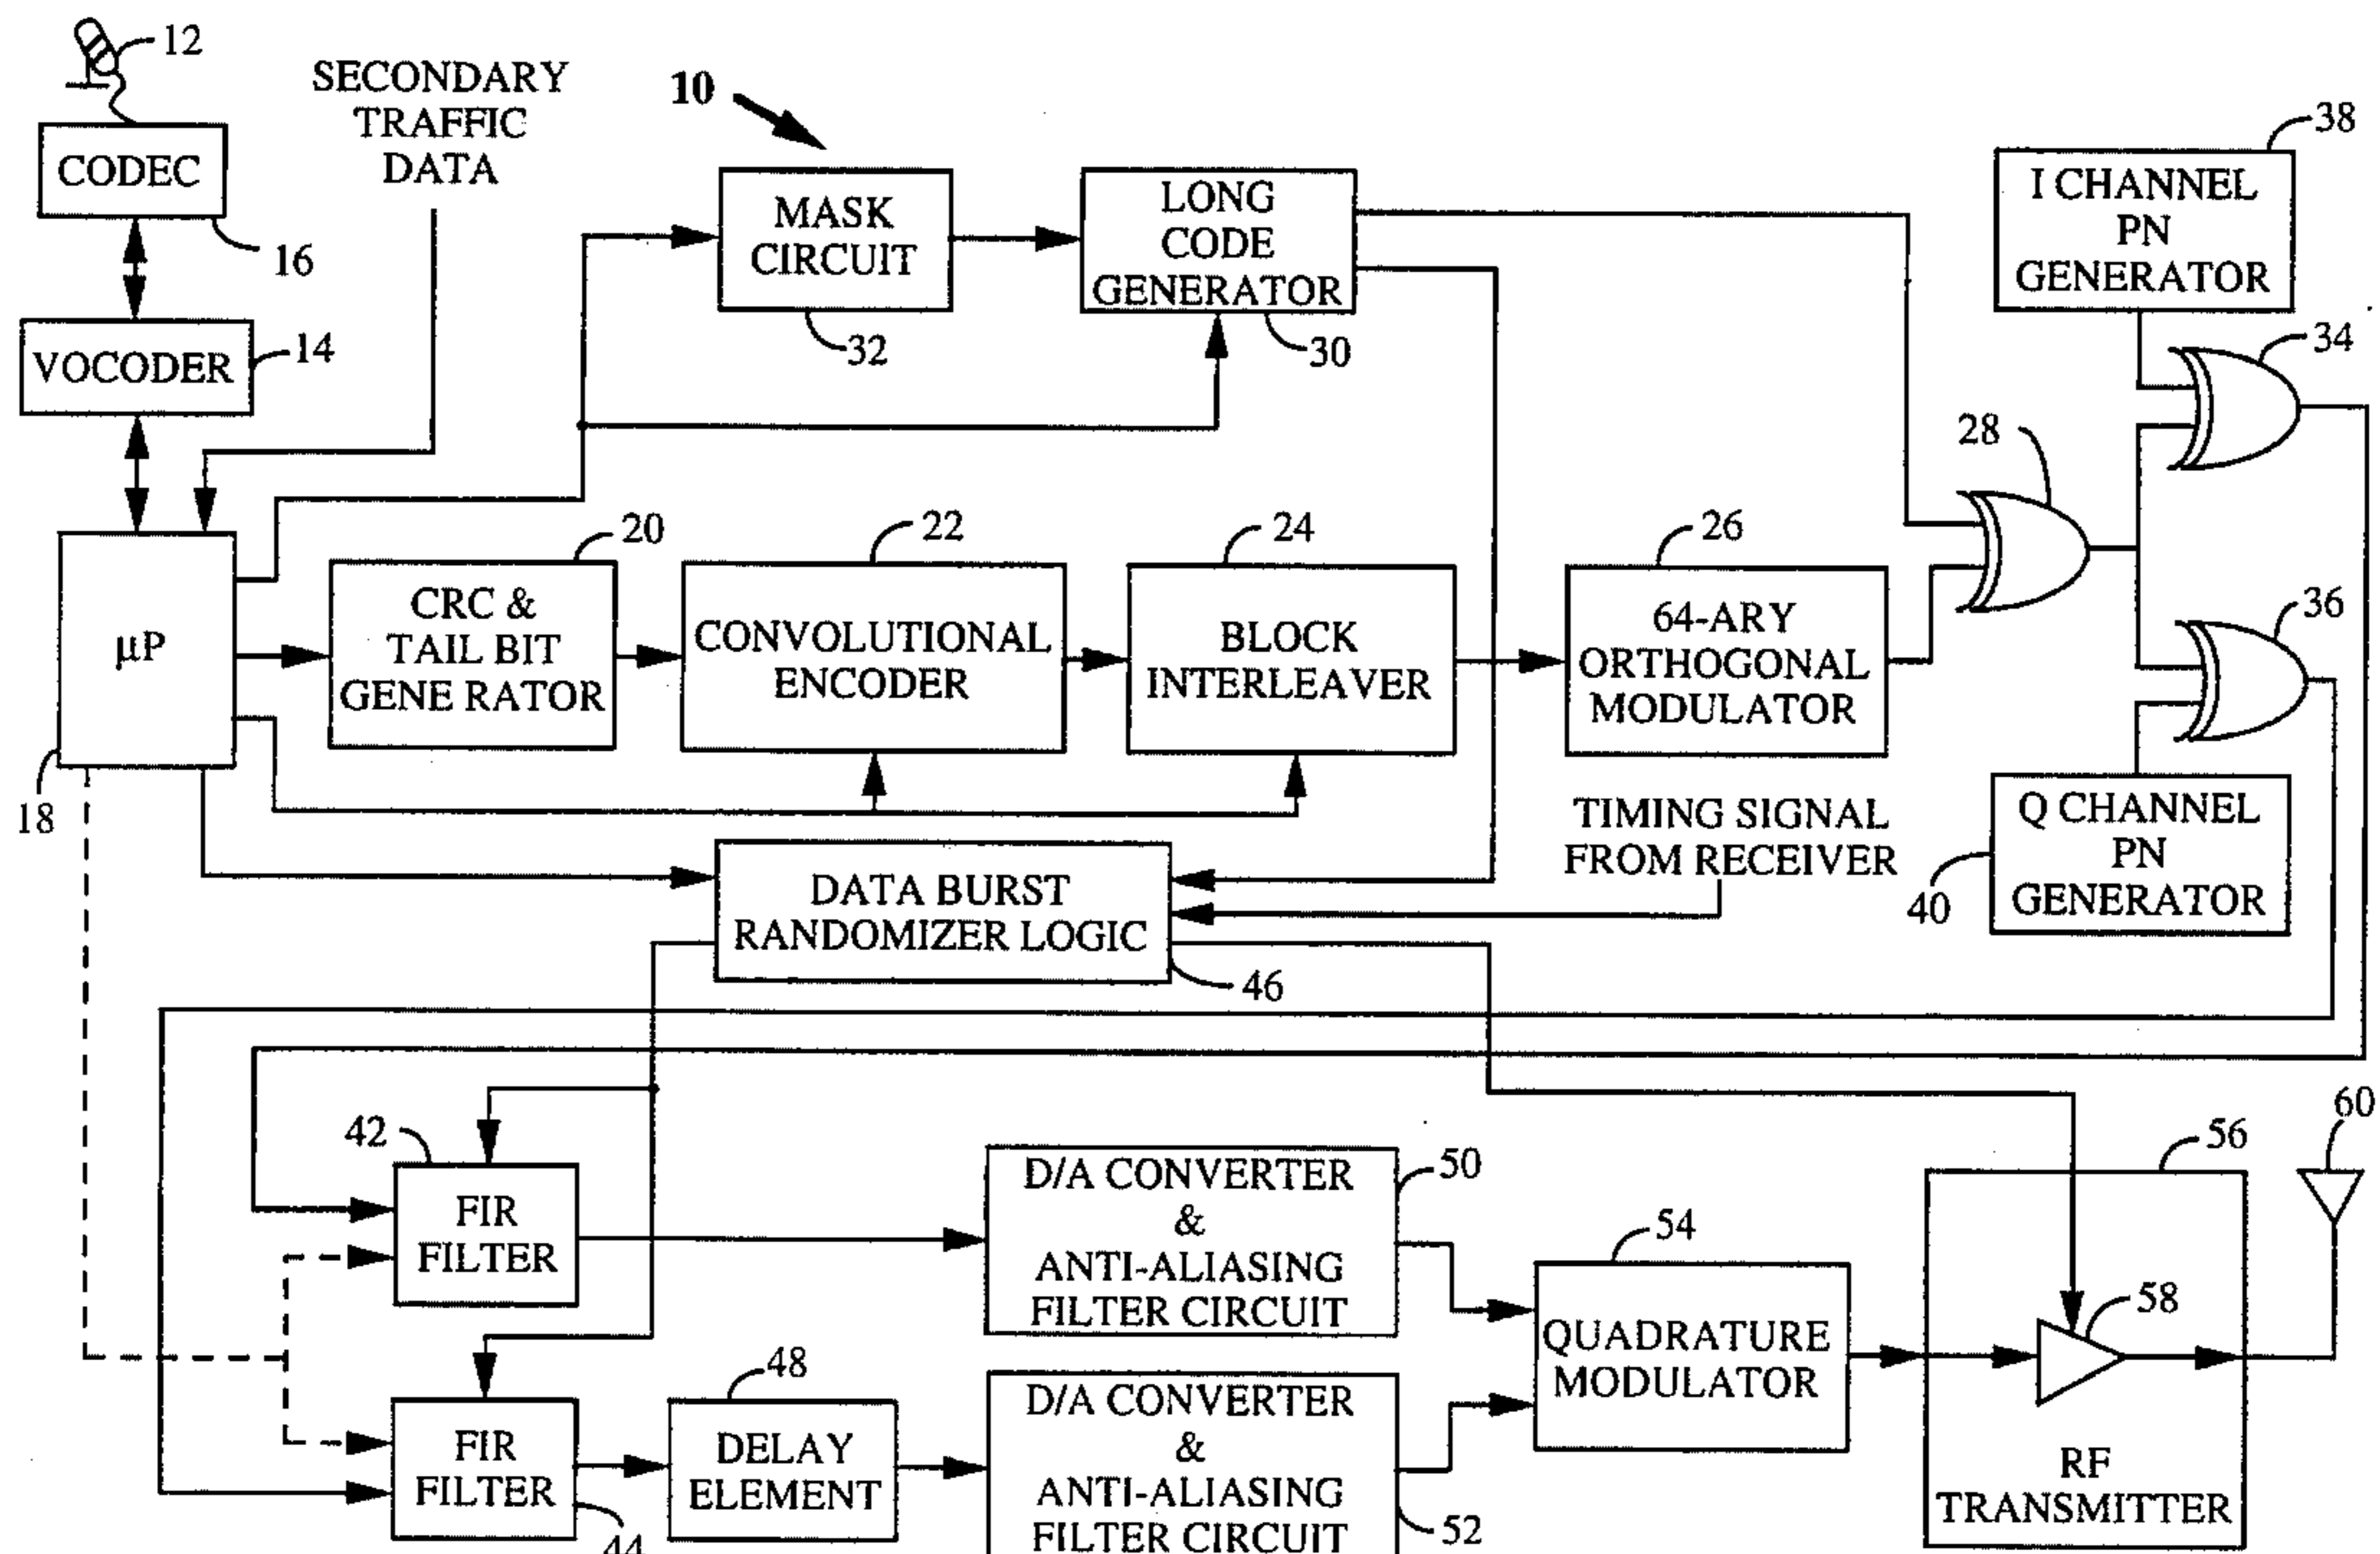 12
SECONDARY
TRAFFIC
DATA
10
38
CODEC
16
MASK
CIRCUIT
32
LONG
CODE
GENERATOR
30
I CHANNEL
PN
GENERATOR
34
VOCODER
14
28
20
22
24
26
36
µP
18
CRC &
TAIL BIT
GENE RATOR
CONVOLUTIONAL
ENCODER
BLOCK
INTERLEAVER
64-ARY
ORTHOGONAL
MODULATOR
TIMING SIGNAL
FROM RECEIVER
Q CHANNEL
PN
GENERATOR
40
DATA BURST
RANDOMIZER LOGIC
46
42
FIR
FILTER
D/A CONVERTER
&
ANTI-ALIASING
FILTER CIRCUIT
50
54
56
60
58
QUADRATURE
MODULATOR
RF
TRANSMITTER
FIR
FILTER
44
48
DELAY
ELEMENT
D/A CONVERTER
&
ANTI-ALIASING
FILTER CIRCUIT
52